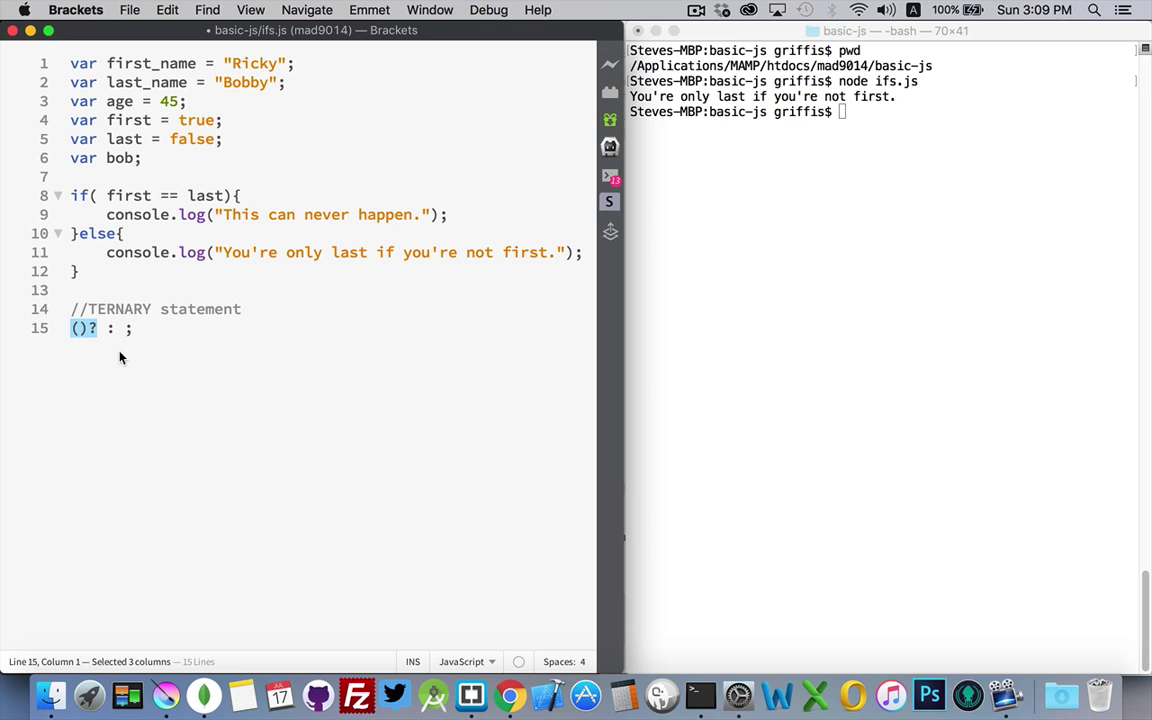 Brackets File Edit Find View Navigate Emmet Window Debug Help A 100% Sun 3:09 PM
• basic-js/ifs.js (mad9014) — Brackets
basic-js — -bash — 70×41
1 var first_name = "Ricky";
2 var last_name = "Bobby";
3 var age = 45;
4 var first = true;
5 var last = false;
6 var bob;
7
8 if( first == last){
9 console.log("This can never happen.");
10 }else{
11 console.log("You're only last if you're not first.");
12 }
13
14 //TERNARY statement
15 ()? : ;
[Steves-MBP:basic-js griffis$ pwd ]
/Applications/MAMP/htdocs/mad9014/basic-js
[Steves-MBP:basic-js griffis$ node ifs.js ]
You're only last if you're not first.
Steves-MBP:basic-js griffis$
13
S
Line 15, Column 1 — Selected 3 columns — 15 Lines INS JavaScript Spaces: 4
JUL
17
Fz
W
X
O
Ps